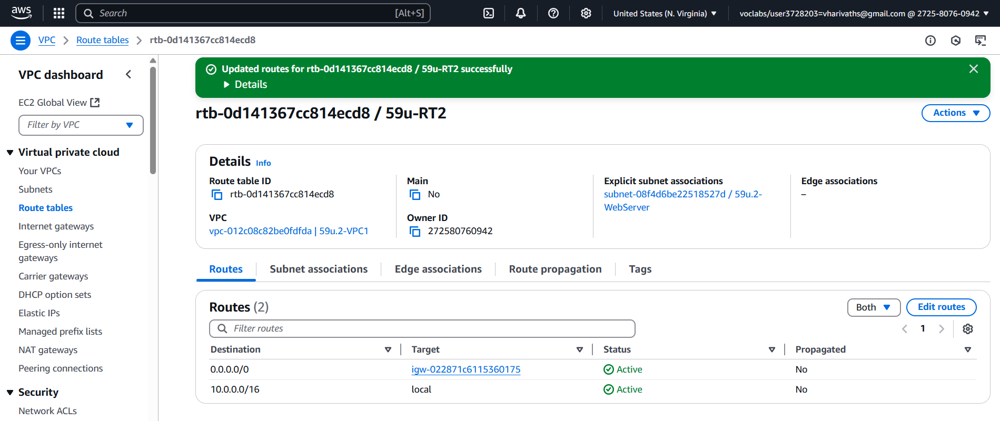 aws
Search [Alt+S]
United States (N. Virginia)
voclabs/user3728203=vharivaths@gmail.com @ 2725-8076-0942
VPC
Route tables
rtb-0d141367cc814ecd8
VPC dashboard
EC2 Global View
Filter by VPC
Virtual private cloud
Your VPCs
Subnets
Route tables
Internet gateways
Egress-only internet
gateways
Carrier gateways
DHCP option sets
Elastic IPs
Managed prefix lists
NAT gateways
Peering connections
Security
Network ACLs
Updated routes for rtb-0d141367cc814ecd8 / 59u-RT2 successfully
Details
rtb-0d141367cc814ecd8 / 59u-RT2
Actions
Details Info
Route table ID
rtb-0d141367cc814ecd8
Main
No
Explicit subnet associations
subnet-08f4d6be22518527d / 59u.2-
WebServer
Edge associations
–
VPC
vpc-012c08c82be0fdfda | 59u.2-VPC1
Owner ID
272580760942
Routes
Subnet associations
Edge associations
Route propagation
Tags
Routes (2)
Both
Edit routes
Filter routes
1
Destination Target Status Propagated
0.0.0.0/0 igw-022871c6115360175 Active No
10.0.0.0/16 local Active No